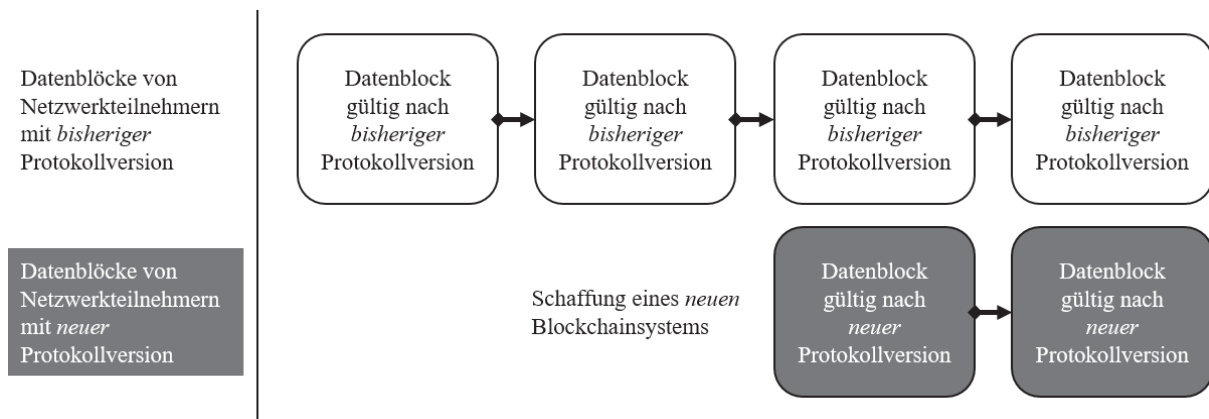 Datenblöcke von
Netzwerkteilnehmern
mit bisheriger
Protokollversion
Datenblock
gültig nach
bisheriger
Protokollversion
Datenblock
gültig nach
bisheriger
Protokollversion
Datenblock
gültig nach
bisheriger
Protokollversion
Datenblock
gültig nach
bisheriger
Protokollversion
Datenblöcke von
Netzwerkteilnehmern
mit neuer
Protokollversion
Schaffung eines neuen
Blockchainsystems
Datenblock
gültig nach
neuer
Protokollversion
Datenblock
gültig nach
neuer
Protokollversion